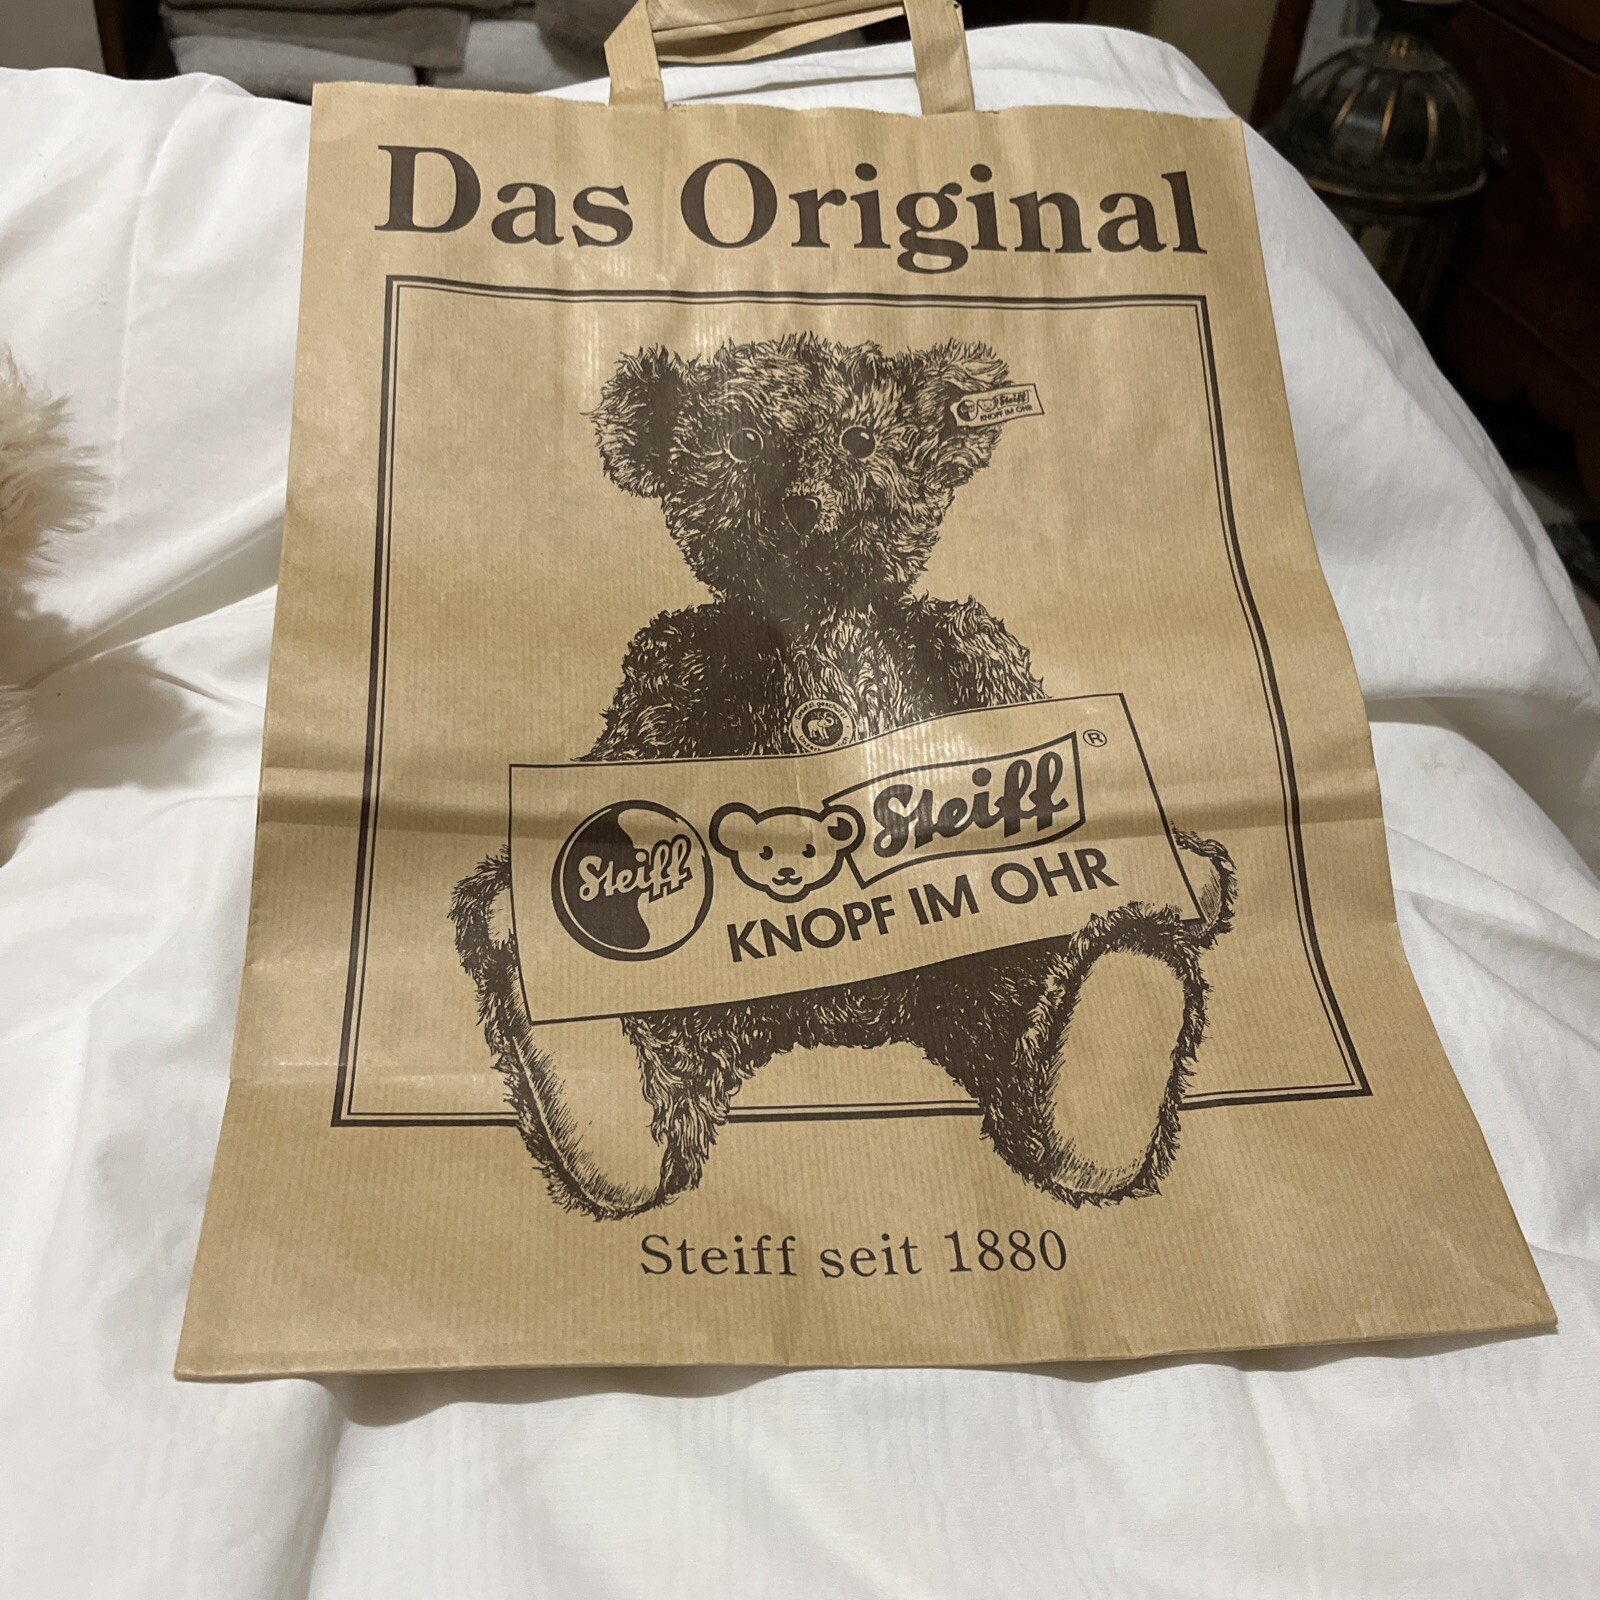 Das Original
Steiff
KNOPF IM OHR
Steiff
Steiff ®
KNOPF IM OHR
Steiff seit 1880